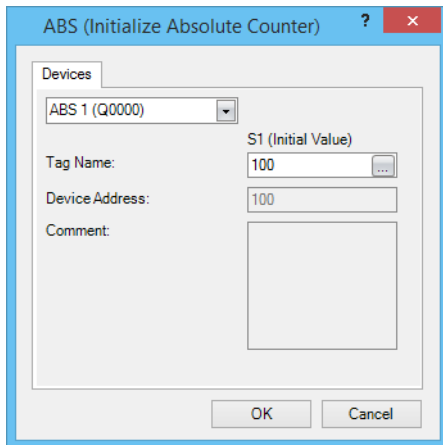 ABS (Initialize Absolute Counter)
?
×
Devices
ABS 1 (Q0000)
S1 (Initial Value)
Tag Name:
100
...
Device Address:
100
Comment:
OK
Cancel